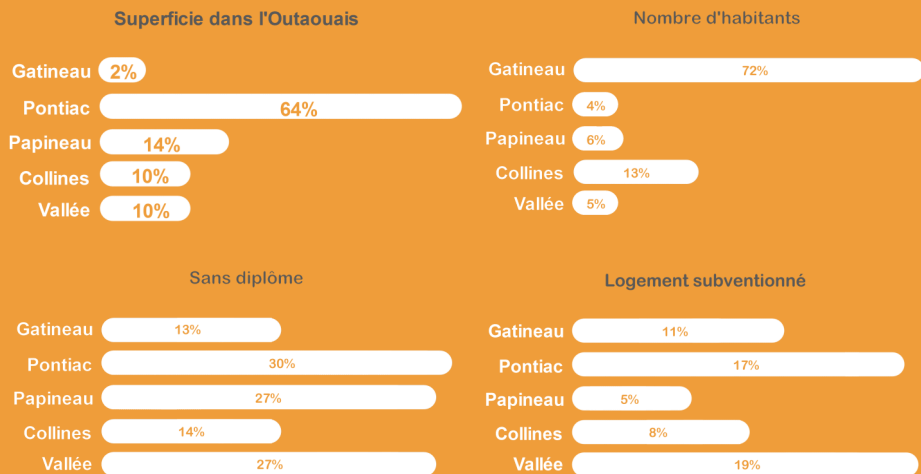 Superficie dans l'Outaouais
Gatineau 2%
Pontiac 64%
Papineau 14%
Collines 10%
Vallée 10%
Nombre d'habitants
Gatineau 72%
Pontiac 4%
Papineau 6%
Collines 13%
Vallée 5%
Sans diplôme
Gatineau 13%
Pontiac 30%
Papineau 27%
Collines 14%
Vallée 27%
Logement subventionné
Gatineau 11%
Pontiac 17%
Papineau 5%
Collines 8%
Vallée 19%